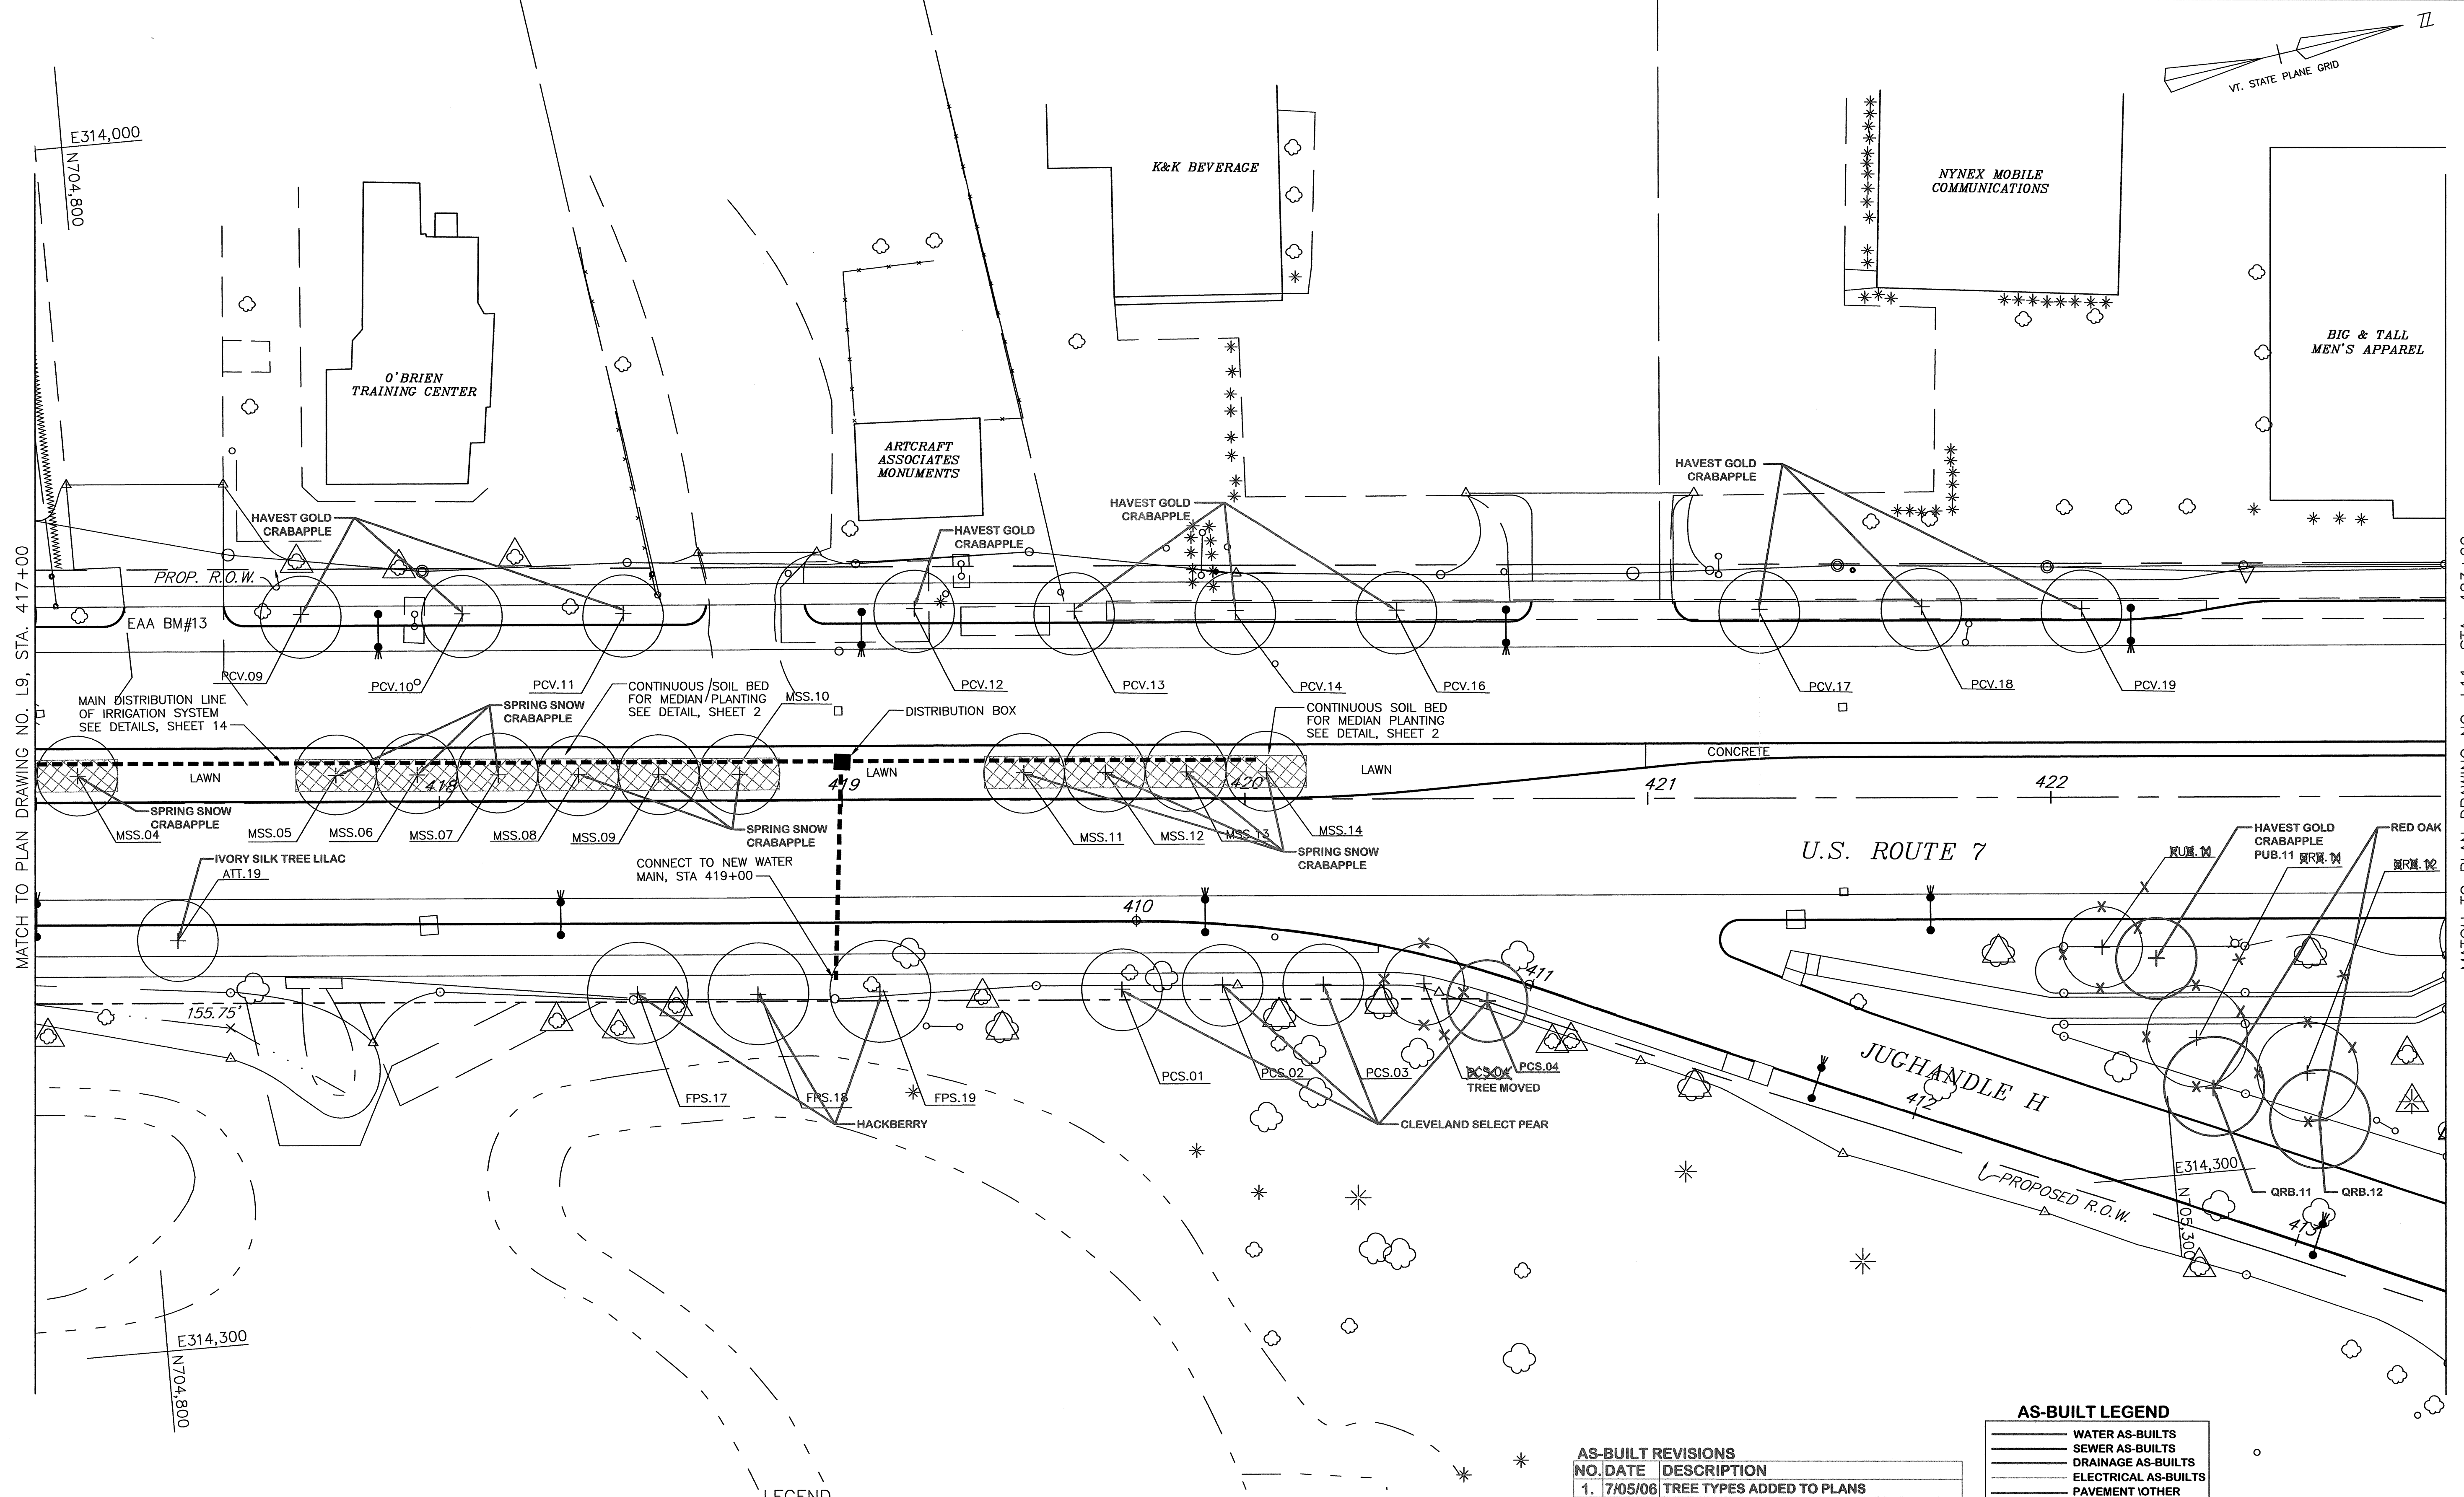 Z
VT. STATE PLANE GRID
E314,000
N704,800
K&K BEVERAGE
NYNEX MOBILE
COMMUNICATIONS
BIG & TALL
MEN'S APPAREL
O'BRIEN
TRAINING CENTER
ARTCRAFT
ASSOCIATES
MONUMENTS
HAVEST GOLD
CRABAPPLE
HAVEST GOLD
CRABAPPLE
HAVEST GOLD
CRABAPPLE
HAVEST GOLD
CRABAPPLE
PROP. R.O.W.
EAA BM#13
PCV.09
PCV.10
PCV.11
PCV.12
PCV.13
PCV.14
PCV.16
PCV.17
PCV.18
PCV.19
MAIN DISTRIBUTION LINE
OF IRRIGATION SYSTEM
SEE DETAILS, SHEET 14
SPRING SNOW
CRABAPPLE
CONTINUOUS SOIL BED
FOR MEDIAN PLANTING
SEE DETAIL, SHEET 2
MSS.10
DISTRIBUTION BOX
CONTINUOUS SOIL BED
FOR MEDIAN PLANTING
SEE DETAIL, SHEET 2
CONCRETE
LAWN
LAWN
LAWN
418
419
420
421
422
SPRING SNOW
CRABAPPLE
MSS.04
MSS.05
MSS.06
MSS.07
MSS.08
MSS.09
SPRING SNOW
CRABAPPLE
MSS.11
MSS.12
MSS.13
MSS.14
SPRING SNOW
CRABAPPLE
U.S. ROUTE 7
HAVEST GOLD
CRABAPPLE
PUB.11
RED OAK
IVORY SILK TREE LILAC
ATT.19
CONNECT TO NEW WATER
MAIN, STA 419+00
MATCH TO PLAN DRAWING NO. L9, STA. 417+00
410
411
155.75'
PCS.01
PCS.02
PCS.03
PCS.04
PCS.04
TREE MOVED
FPS.17
FPS.18
FPS.19
HACKBERRY
CLEVELAND SELECT PEAR
JUGHANDLE H
412
413
E314,300
N705,300
PROPOSED R.O.W.
QRB.11
QRB.12
E314,300
N704,800
AS-BUILT LEGEND
WATER AS-BUILTS
SEWER AS-BUILTS
DRAINAGE AS-BUILTS
ELECTRICAL AS-BUILTS
PAVEMENT \OTHER
AS-BUILT REVISIONS
NO. DATE DESCRIPTION
1. 7/05/06 TREE TYPES ADDED TO PLANS
LEGEND